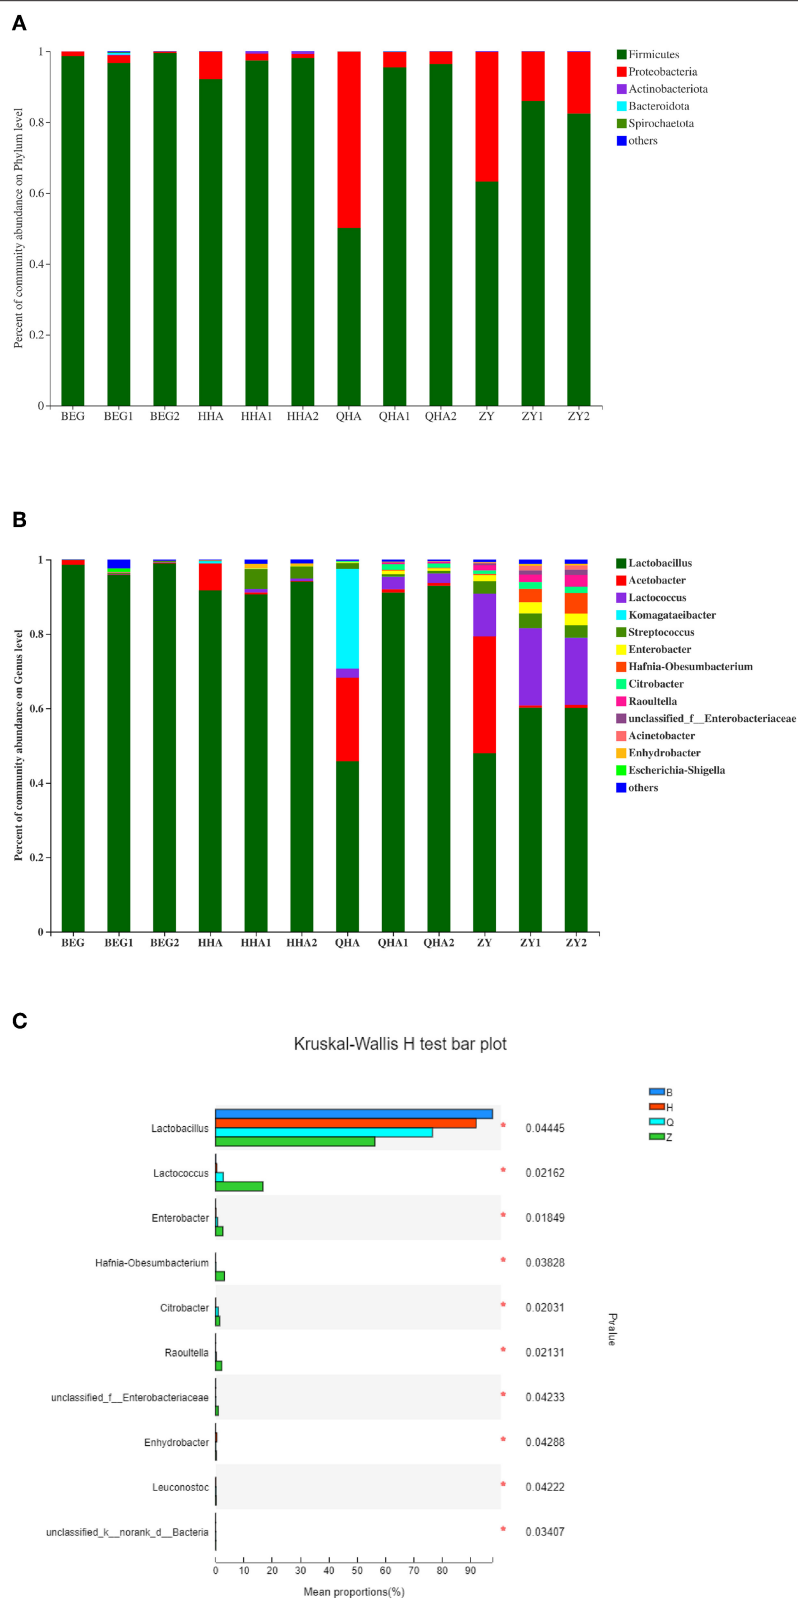 A
Percent of community abundance on Phylum level
1
0.8
0.6
0.4
0.2
0
BEG BEG1 BEG2 HHA HHA1 HHA2 QHA QHA1 QHA2 ZY ZY1 ZY2
Firmicutes
Proteobacteria
Actinobacteriota
Bacteroidota
Spirochaetota
others
B
Percent of community abundance on Genus level
1
0.8
0.6
0.4
0.2
0
BEG BEG1 BEG2 HHA HHA1 HHA2 QHA QHA1 QHA2 ZY ZY1 ZY2
Lactobacillus
Acetobacter
Lactococcus
Komagataeibacter
Streptococcus
Enterobacter
Hafnia-Obesumbacterium
Citrobacter
Raoultella
unclassified_f__Enterobacteriaceae
Acinetobacter
Enhydrobacter
Escherichia-Shigella
others
C
Kruskal-Wallis H test bar plot
B
H
Q
Z
Lactobacillus * 0.04445
Lactococcus * 0.02162
Enterobacter * 0.01849
Hafnia-Obesumbacterium * 0.03828
Citrobacter * 0.02031
Raoultella * 0.02131
unclassified_f__Enterobacteriaceae * 0.04233
Enhydrobacter * 0.04288
Leuconostoc * 0.04222
unclassified_k__norank_d__Bacteria * 0.03407
Pvalue
0 10 20 30 40 50 60 70 80 90
Mean proportions(%)